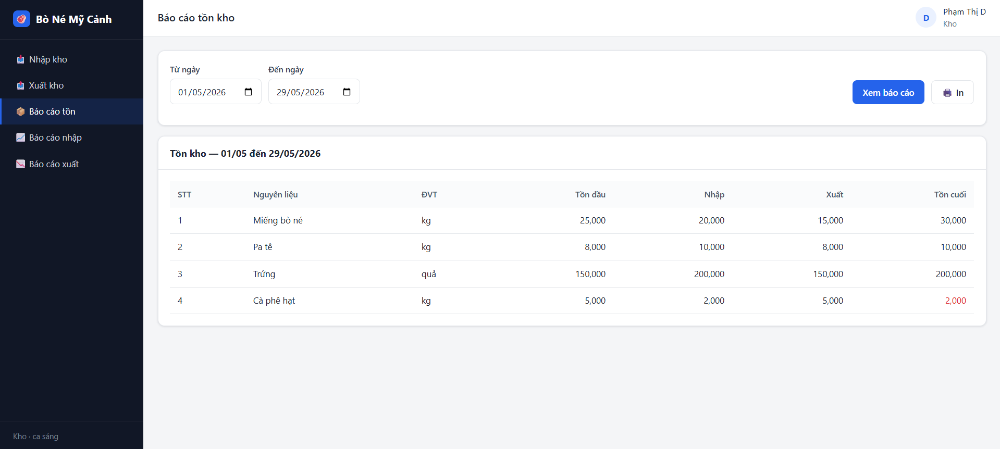 Bò Né Mỹ Cảnh
Nhập kho
Xuất kho
Báo cáo tồn
Báo cáo nhập
Báo cáo xuất
Kho · ca sáng
Báo cáo tồn kho
D
Phạm Thị D
Kho
Từ ngày
Đến ngày
01/05/2026
29/05/2026
Xem báo cáo
In
Tồn kho — 01/05 đến 29/05/2026
STT Nguyên liệu ĐVT Tồn đầu Nhập Xuất Tồn cuối
1 Miếng bò né kg 25,000 20,000 15,000 30,000
2 Pa tê kg 8,000 10,000 8,000 10,000
3 Trứng quả 150,000 200,000 150,000 200,000
4 Cà phê hạt kg 5,000 2,000 5,000 2,000